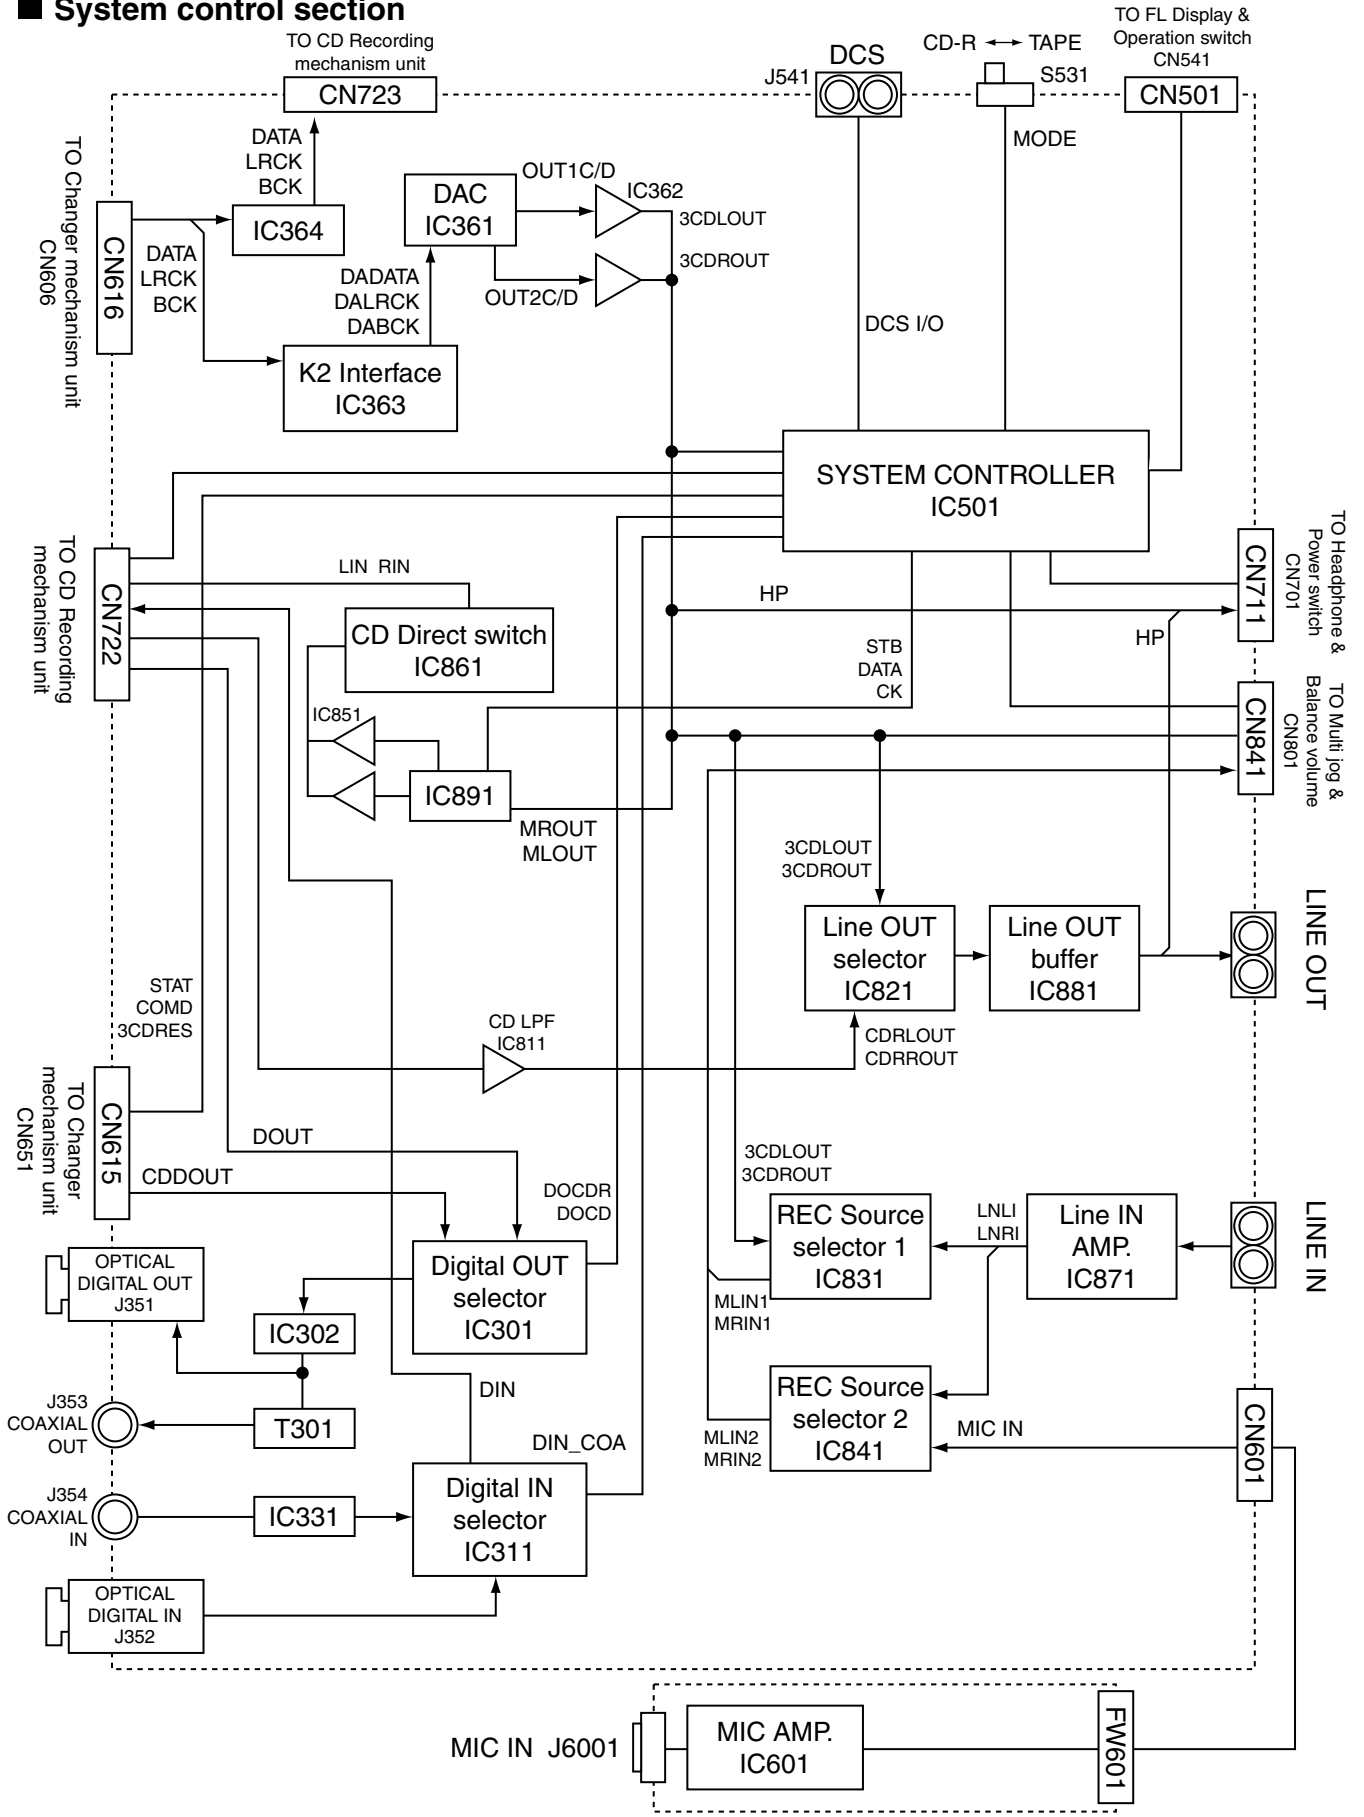 ■ System control section
TO CD Recording
mechanism unit
CN723
DCS
J541
CD-R
TAPE
S531
TO FL Display &
Operation switch
CN541
CN501
MODE
DATA
LRCK
BCK
TO Changer mechanism unit
CN606
CN616
IC364
DATA
LRCK
BCK
DAC
IC361
OUT1C/D
IC362
3CDLOUT
3CDROUT
OUT2C/D
DADATA
DALRCK
DABCK
K2 Interface
IC363
DCS I/O
SYSTEM CONTROLLER
IC501
TO CD Recording
mechanism unit
CN722
LIN RIN
CD Direct switch
IC861
IC851
IC891
MROUT
MLOUT
HP
STB
DATA
CK
HP
TO Headphone &
Power switch
CN701
CN711
TO Multi jog &
Balance volume
CN801
CN841
3CDLOUT
3CDROUT
Line OUT
selector
IC821
Line OUT
buffer
IC881
LINE OUT
CD LPF
IC811
CDRLOUT
CDRROUT
STAT
COMD
3CDRES
TO Changer
mechanism unit
CN651
CN615
DOUT
CDDOUT
DOCDR
DOCD
Digital OUT
selector
IC301
OPTICAL
DIGITAL OUT
J351
IC302
J353
COAXIAL
OUT
T301
DIN
DIN_COA
J354
COAXIAL
IN
IC331
Digital IN
selector
IC311
OPTICAL
DIGITAL IN
J352
3CDLOUT
3CDROUT
REC Source
selector 1
IC831
LNLI
LNRI
Line IN
AMP.
IC871
LINE IN
MLIN1
MRIN1
REC Source
selector 2
IC841
MLIN2
MRIN2
MIC IN
CN601
MIC IN J6001
MIC AMP.
IC601
FW601